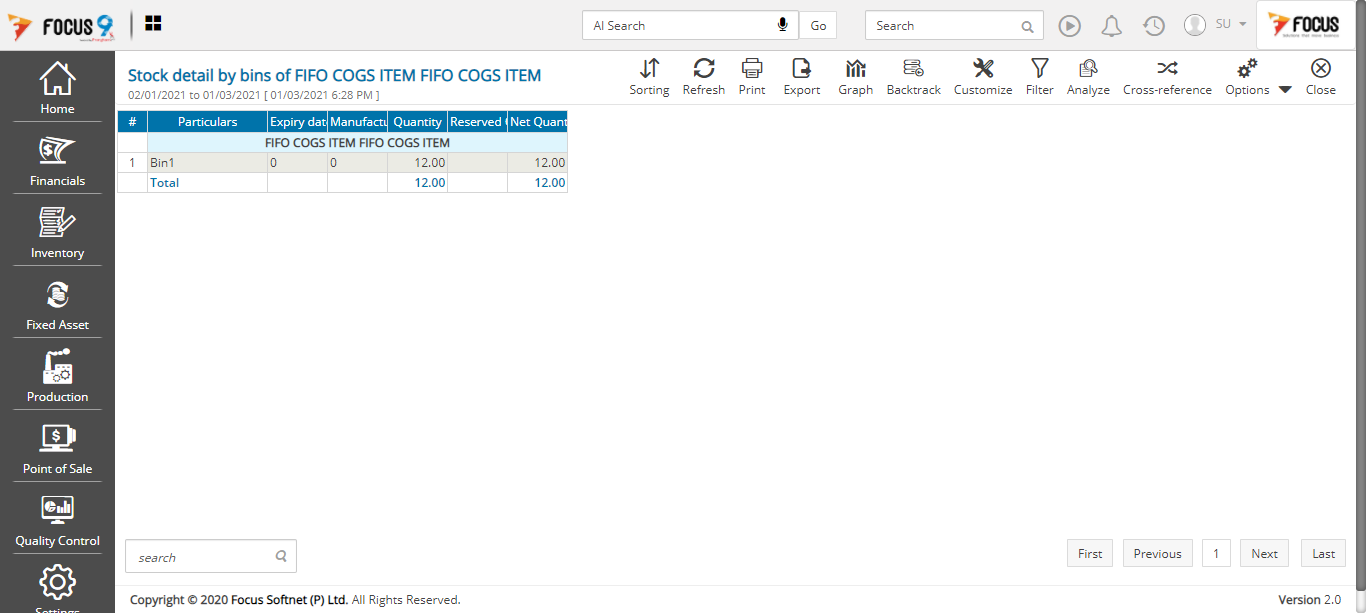 FOCUS 9
AI Search
Go
Search
SU
FOCUS
Home
Financials
Inventory
Fixed Asset
Production
Point of Sale
Quality Control
Settings
Stock detail by bins of FIFO COGS ITEM FIFO COGS ITEM
02/01/2021 to 01/03/2021 [ 01/03/2021 6:28 PM ]
Sorting Refresh Print Export Graph Backtrack Customize Filter Analyze Cross-reference Options Close
# Particulars Expiry dat Manufactu Quantity Reserved Net Quant
FIFO COGS ITEM FIFO COGS ITEM
1 Bin1 0 0 12.00 12.00
Total 12.00 12.00
search
First Previous 1 Next Last
Copyright © 2020 Focus Softnet (P) Ltd. All Rights Reserved.
Version 2.0